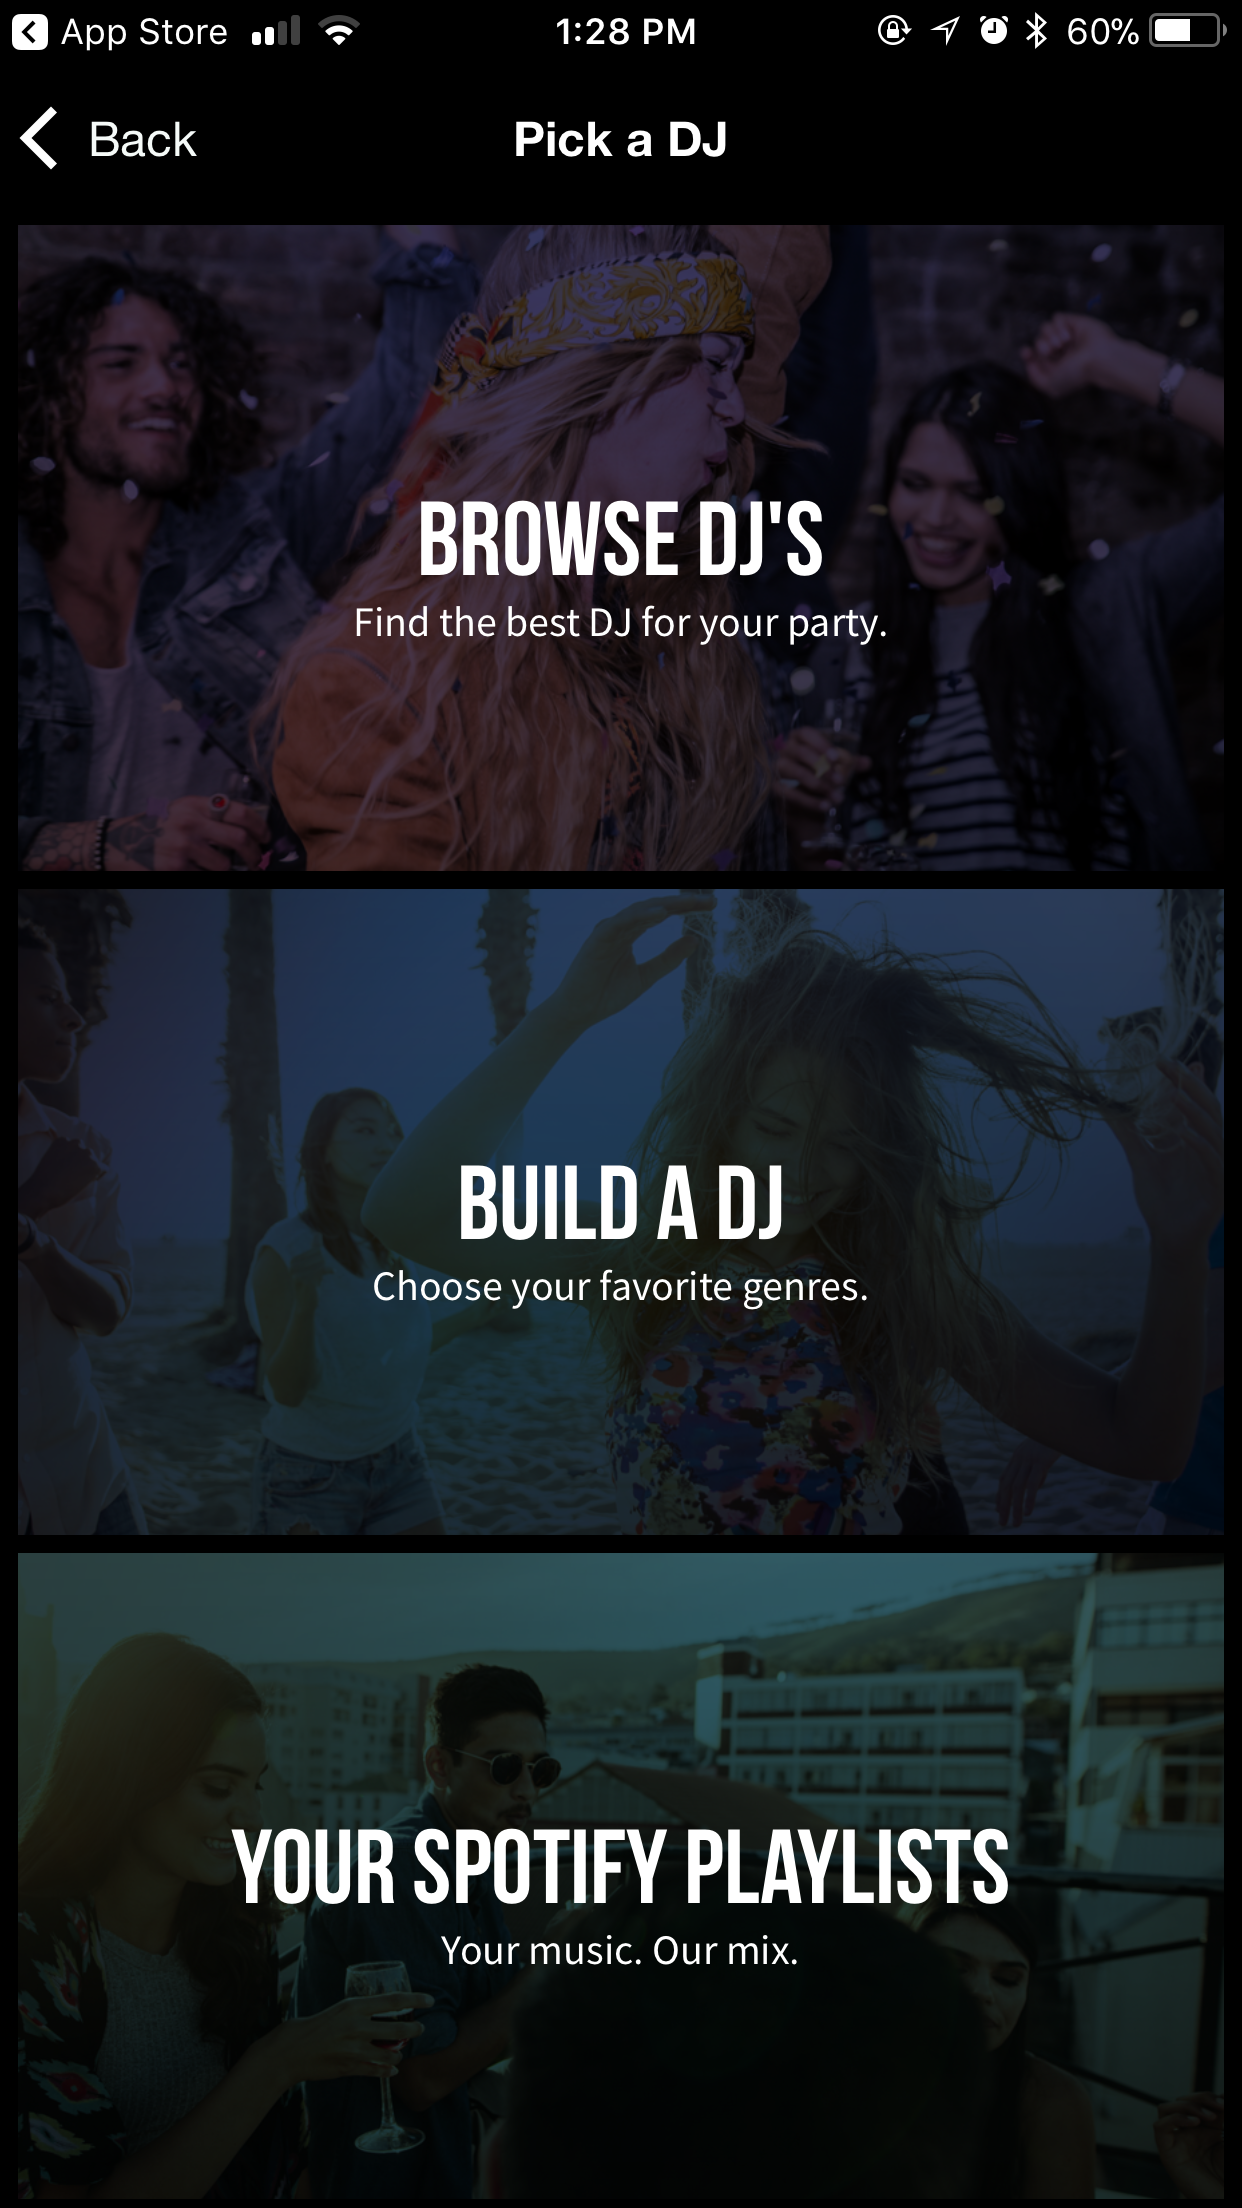 App Store 1:28 PM 60%
Back Pick a DJ
BROWSE DJ'S
Find the best DJ for your party.
BUILD A DJ
Choose your favorite genres.
YOUR SPOTIFY PLAYLISTS
Your music. Our mix.